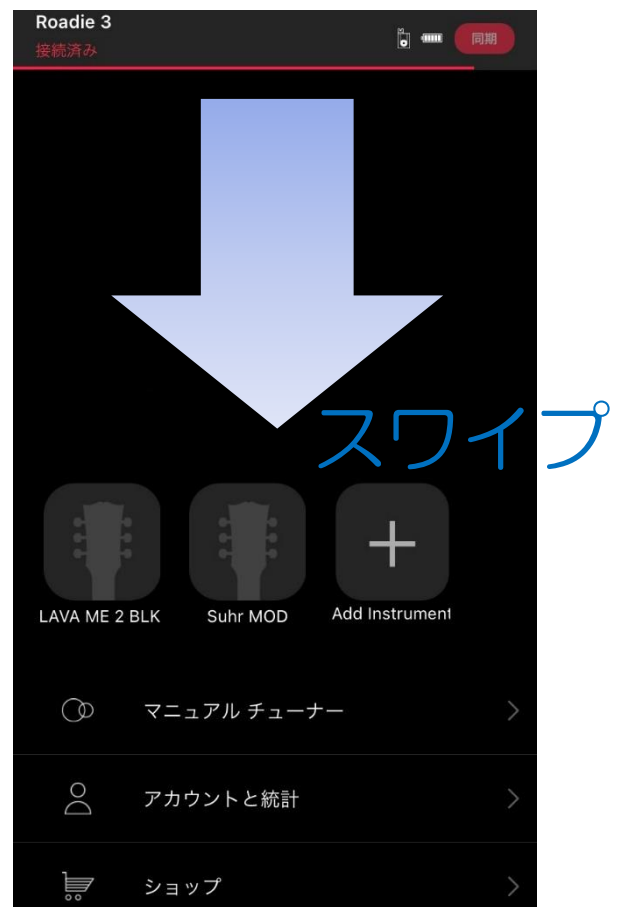 Roadie 3
接続済み
同期
スワイプ
LAVA ME 2 BLK
Suhr MOD
Add Instrument
マニュアル チューナー
アカウントと統計
ショップ